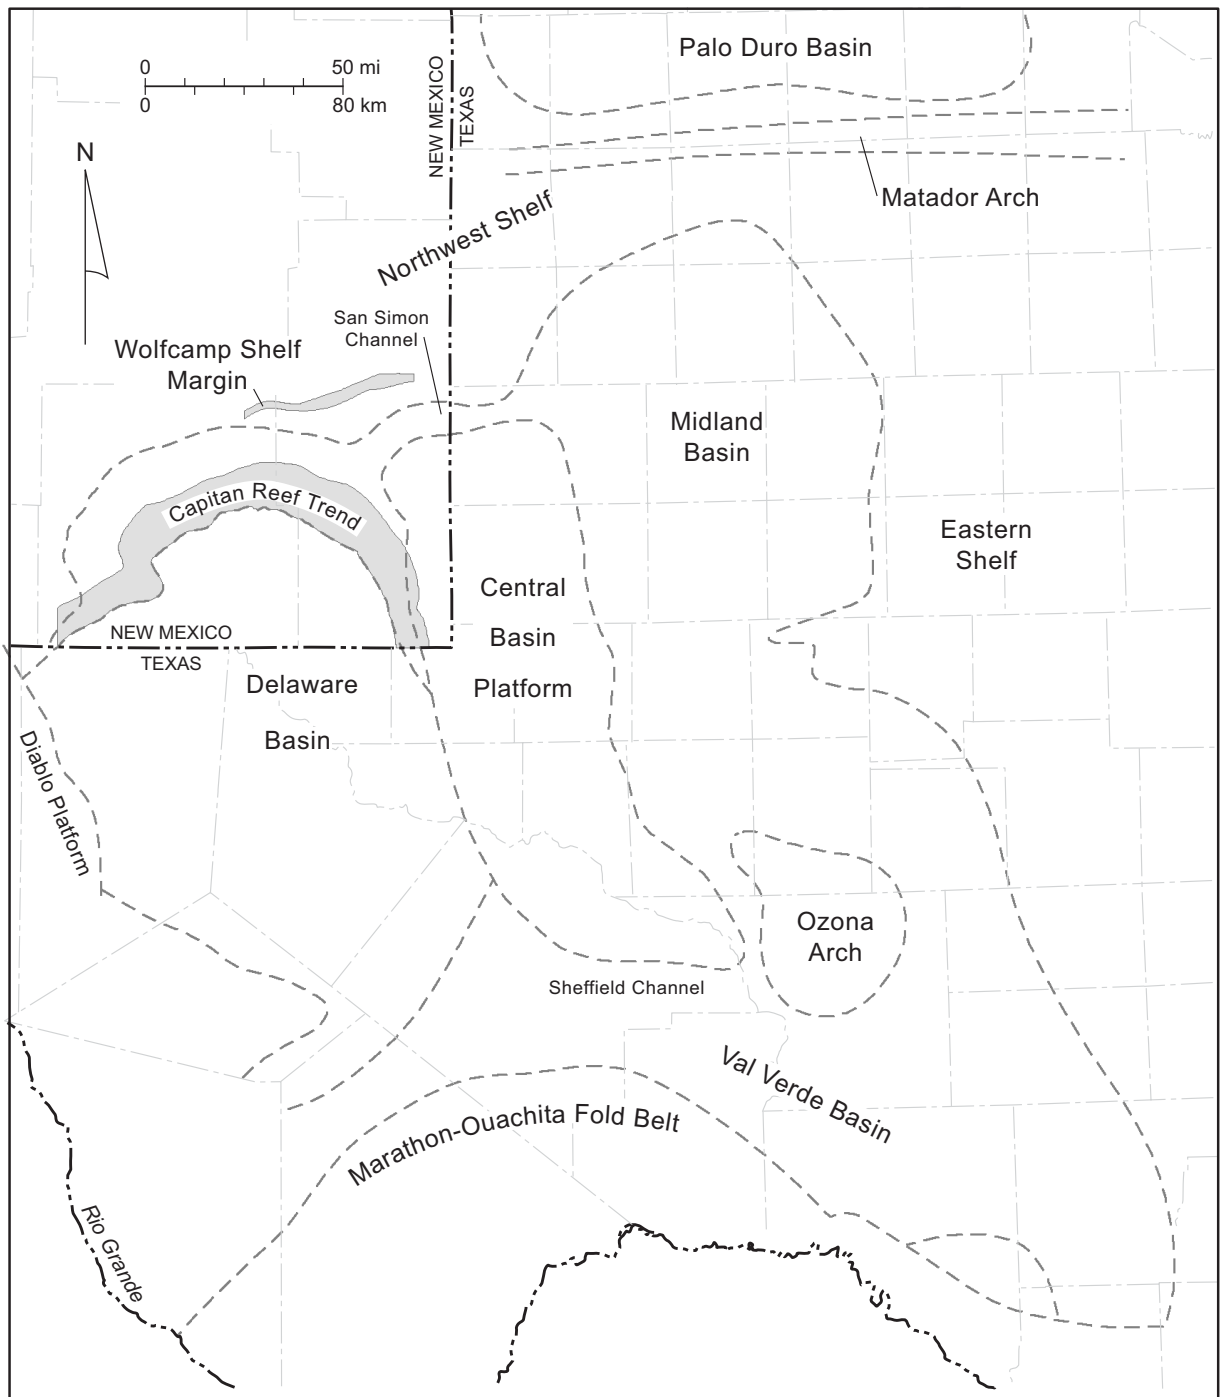 Palo Duro Basin
0 50 mi
0 80 km
NEW MEXICO
TEXAS
N
Matador Arch
Northwest Shelf
San Simon
Channel
Wolfcamp Shelf
Margin
Midland
Basin
Capitan Reef Trend
Eastern
Shelf
Central
Basin
Platform
NEW MEXICO
TEXAS
Delaware
Basin
Diablo Platform
Ozona
Arch
Sheffield Channel
Val Verde Basin
Marathon-Ouachita Fold Belt
Rio Grande